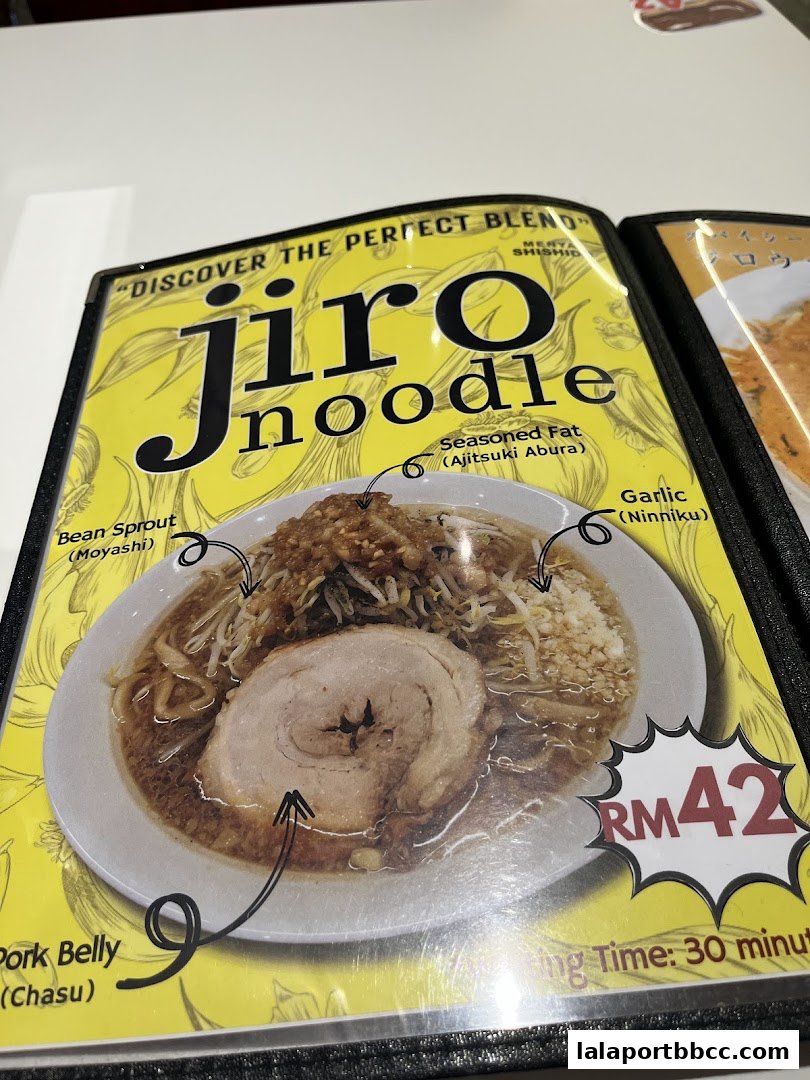 "DISCOVER THE PERFECT BLEND"
MENYA
SHISHIDO
jiro
noodle
Seasoned Fat
(Ajitsuki Abura)
Garlic
(Ninniku)
Bean Sprout
(Moyashi)
RM42
Pork Belly
(Chasu)
Time: 30
lalaportbbcc.com